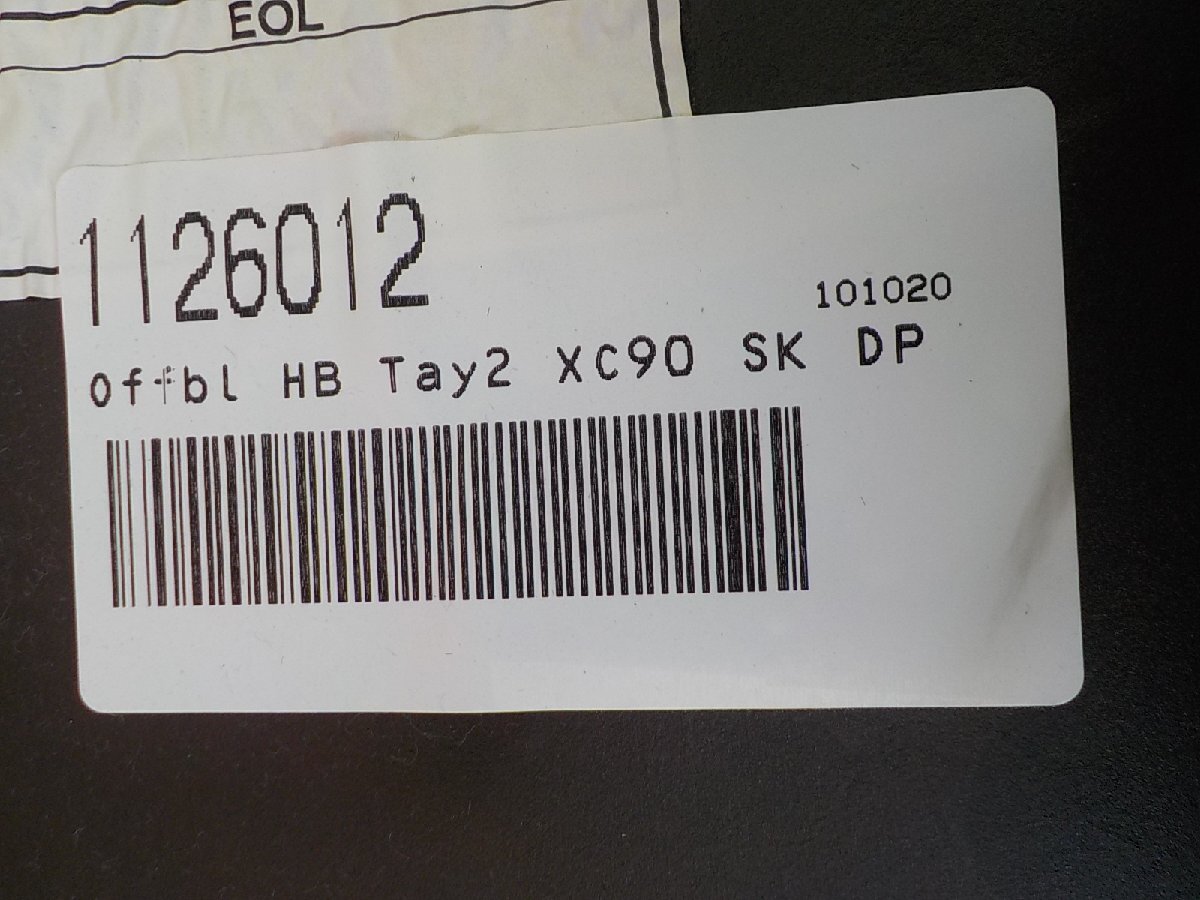 EOL
1126012
101020
Offbl HB Tay2 XC90 SK DP